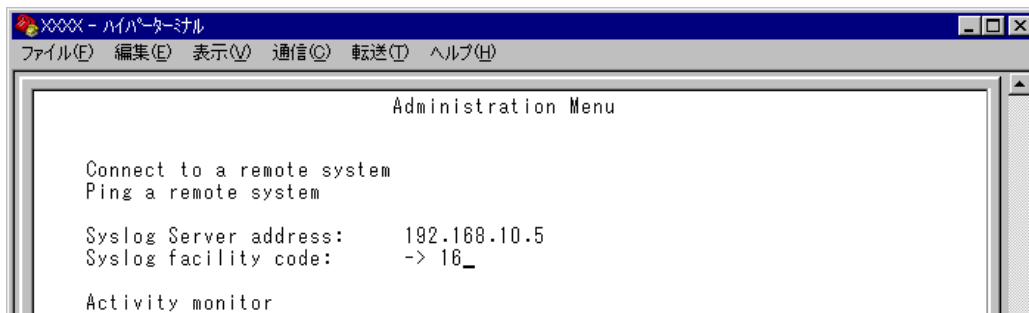 XXXX - ハイパーターミナル
ファイル(F) 編集(E) 表示(V) 通信(C) 転送(T) ヘルプ(H)
Administration Menu
Connect to a remote system
Ping a remote system
Syslog Server address: 192.168.10.5
Syslog facility code: -> 16_
Activity monitor